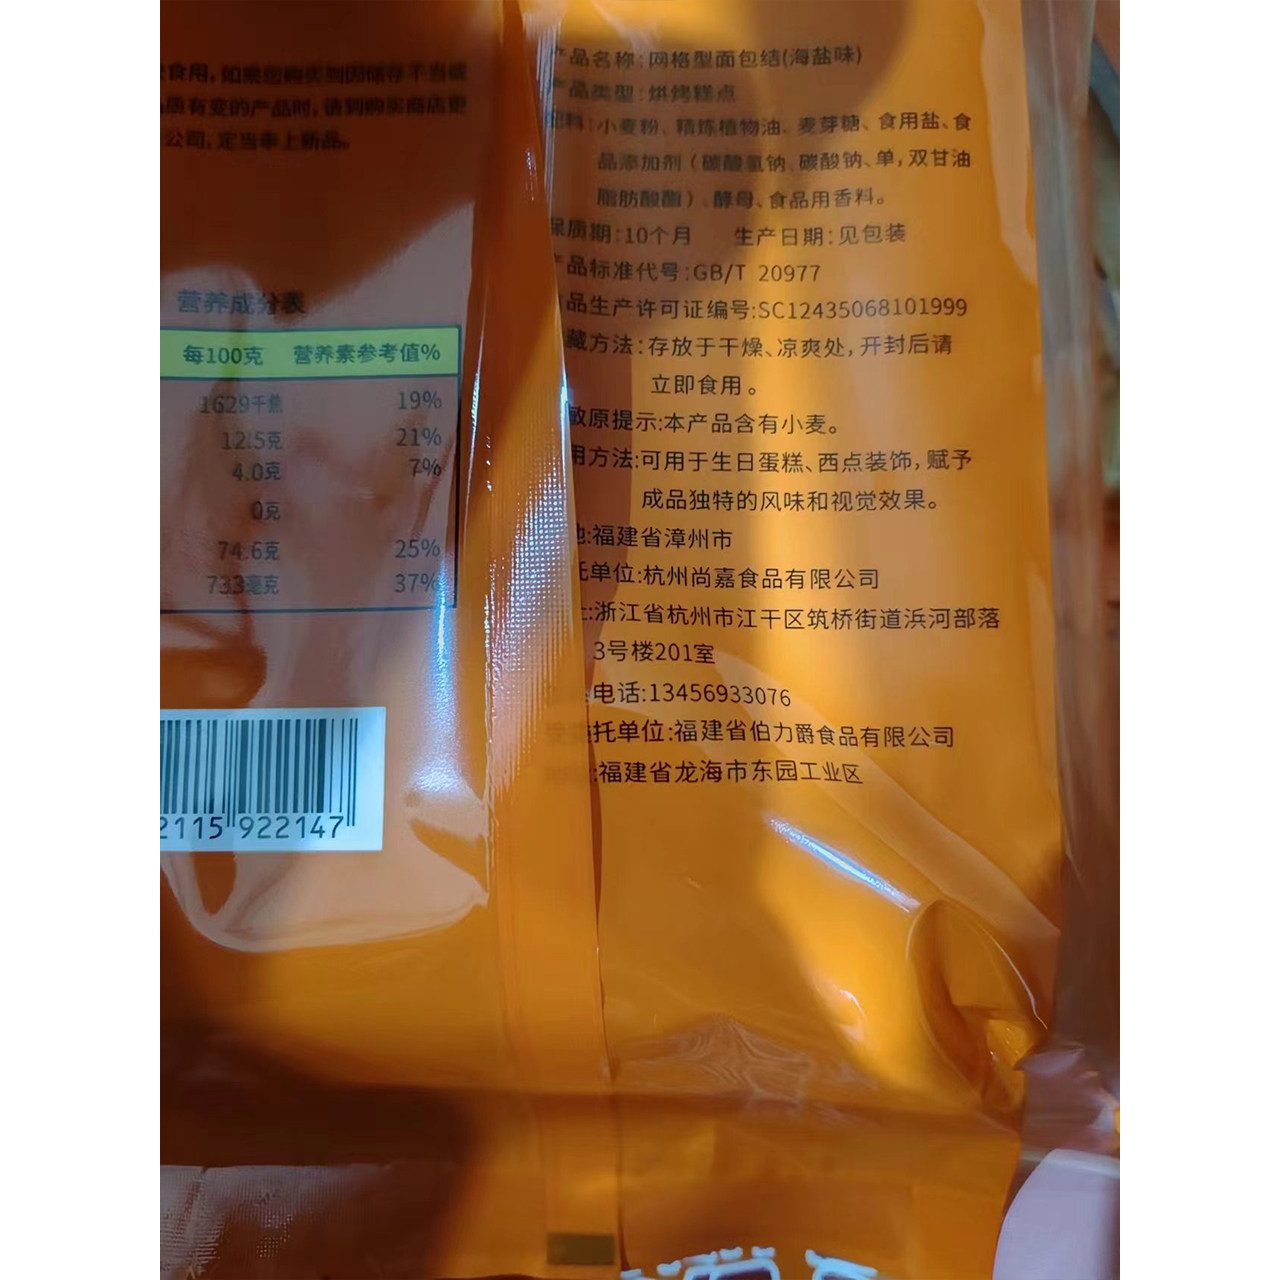 食用,如果您购买物因储存不当或
质有变的产品时,请到购买商店更
公司,定当奉上新品。
营养成分表
每100克 营养素参考值%
1629千焦 19%
12.5克 21%
4.0克 7%
0克
74.6克 25%
733毫克 37%
2115 922147
产品名称:网格型面包结(海盐味)
产品类型:烘烤糕点
配料:小麦粉、精炼植物油、麦芽糖、食用盐、食
品添加剂(碳酸氢钠、碳酸钠、单,双甘油
脂肪酸酯)、酵母、食品用香料。
保质期:10个月 生产日期:见包装
产品标准代号:GB/T 20977
品生产许可证编号:SC12435068101999
藏方法:存放于干燥、凉爽处,开封后请
立即食用。
敏原提示:本产品含有小麦。
用方法:可用于生日蛋糕、西点装饰,赋予
成品独特的风味和视觉效果。
地:福建省漳州市
托单位:杭州尚嘉食品有限公司
址:浙江省杭州市江干区筑桥街道浜河部落
3号楼201室
电话:13456933076
受委托单位:福建省伯力爵食品有限公司
:福建省龙海市东园工业区